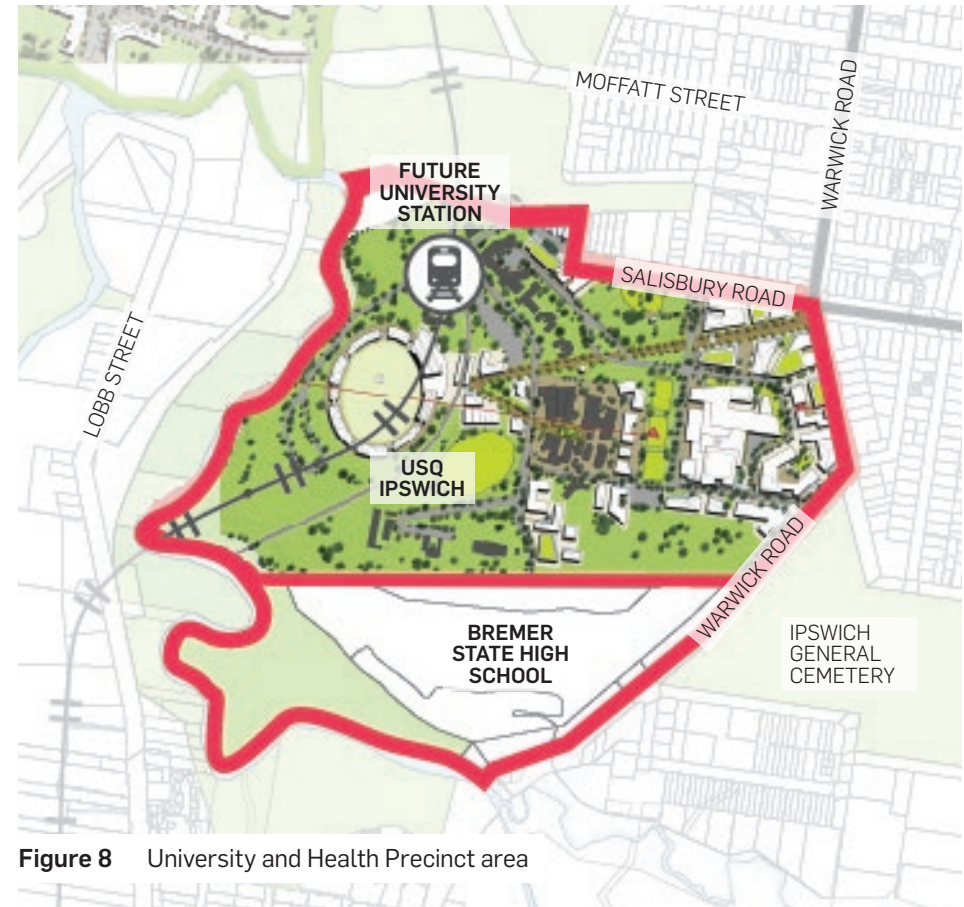 MOFFATT STREET
WARWICK ROAD
FUTURE
UNIVERSITY
STATION
SALISBURY ROAD
LOBB STREET
USQ
IPSWICH
WARWICK ROAD
BREMER
STATE HIGH
SCHOOL
IPSWICH
GENERAL
CEMETERY
Figure 8 University and Health Precinct area